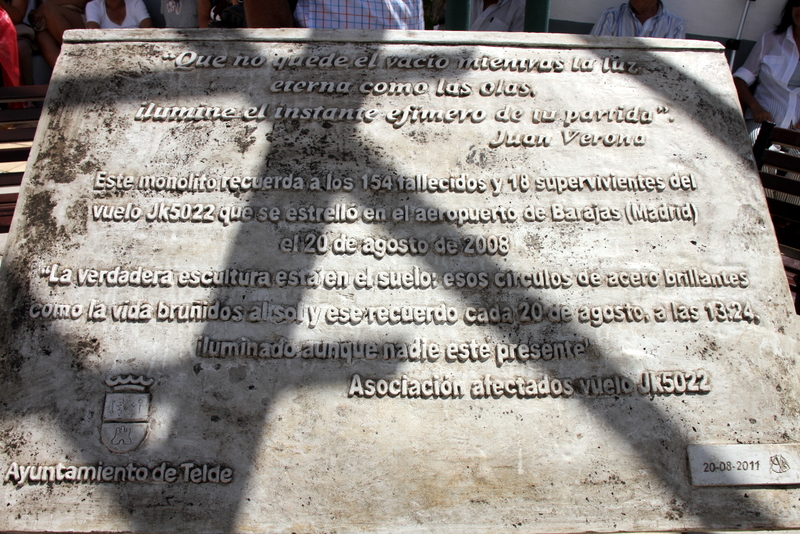 "Que no quede el vacío mientras la luz,
eterna como las olas,
ilumine el instante efímero de tu partida".
Juan Verona
Este monolito recuerda a los 154 fallecidos y 18 supervivientes del
vuelo JK5022 que se estrelló en el aeropuerto de Barajas (Madrid)
el 20 de agosto de 2008
"La verdadera escultura está en el suelo: esos círculos de acero brillantes
como la vida bruñidos al sol y ese recuerdo cada 20 de agosto, a las 13:24,
iluminado aunque nadie esté presente"
Asociación afectados vuelo JK5022
Ayuntamiento de Telde
20-08-2011